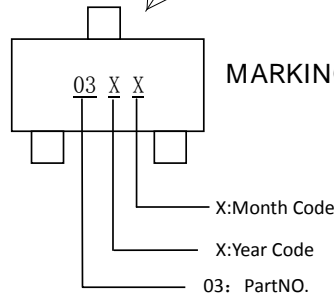 03 X X
MARKIN
X:Month Code
X:Year Code
03: PartNO.